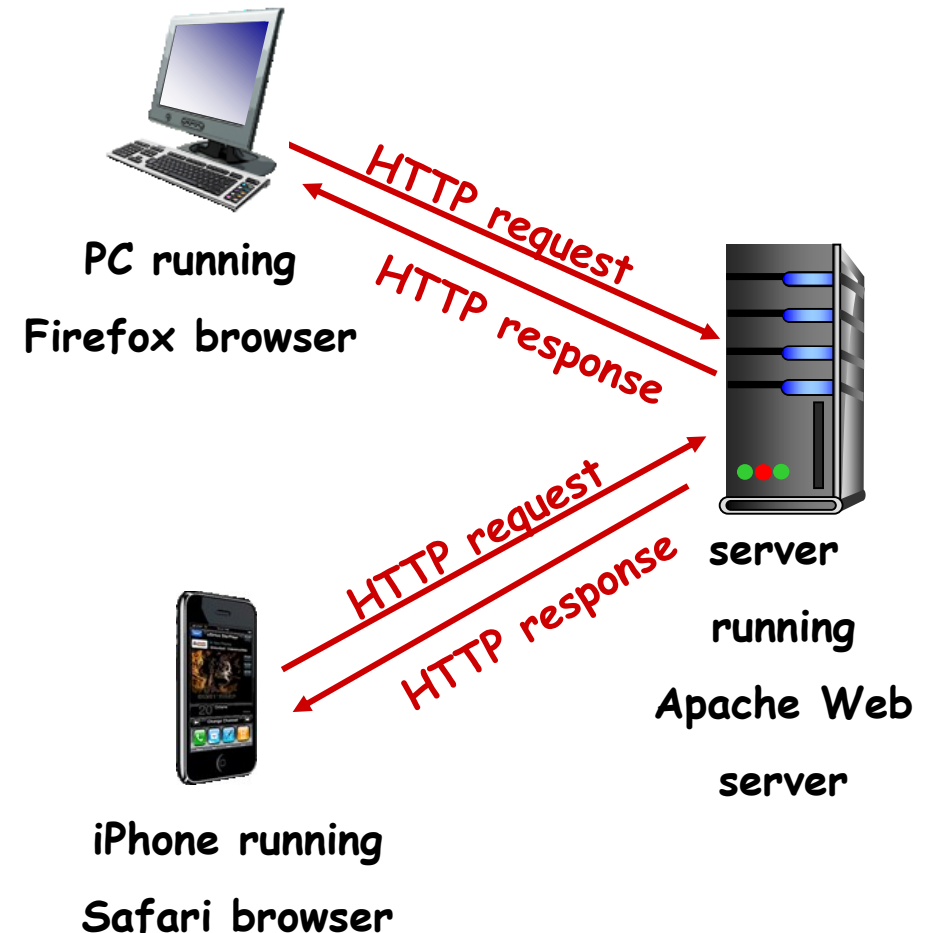 HTTP request
HTTP response
PC running
Firefox browser
HTTP request
HTTP response
server
running
Apache Web
server
iPhone running
Safari browser